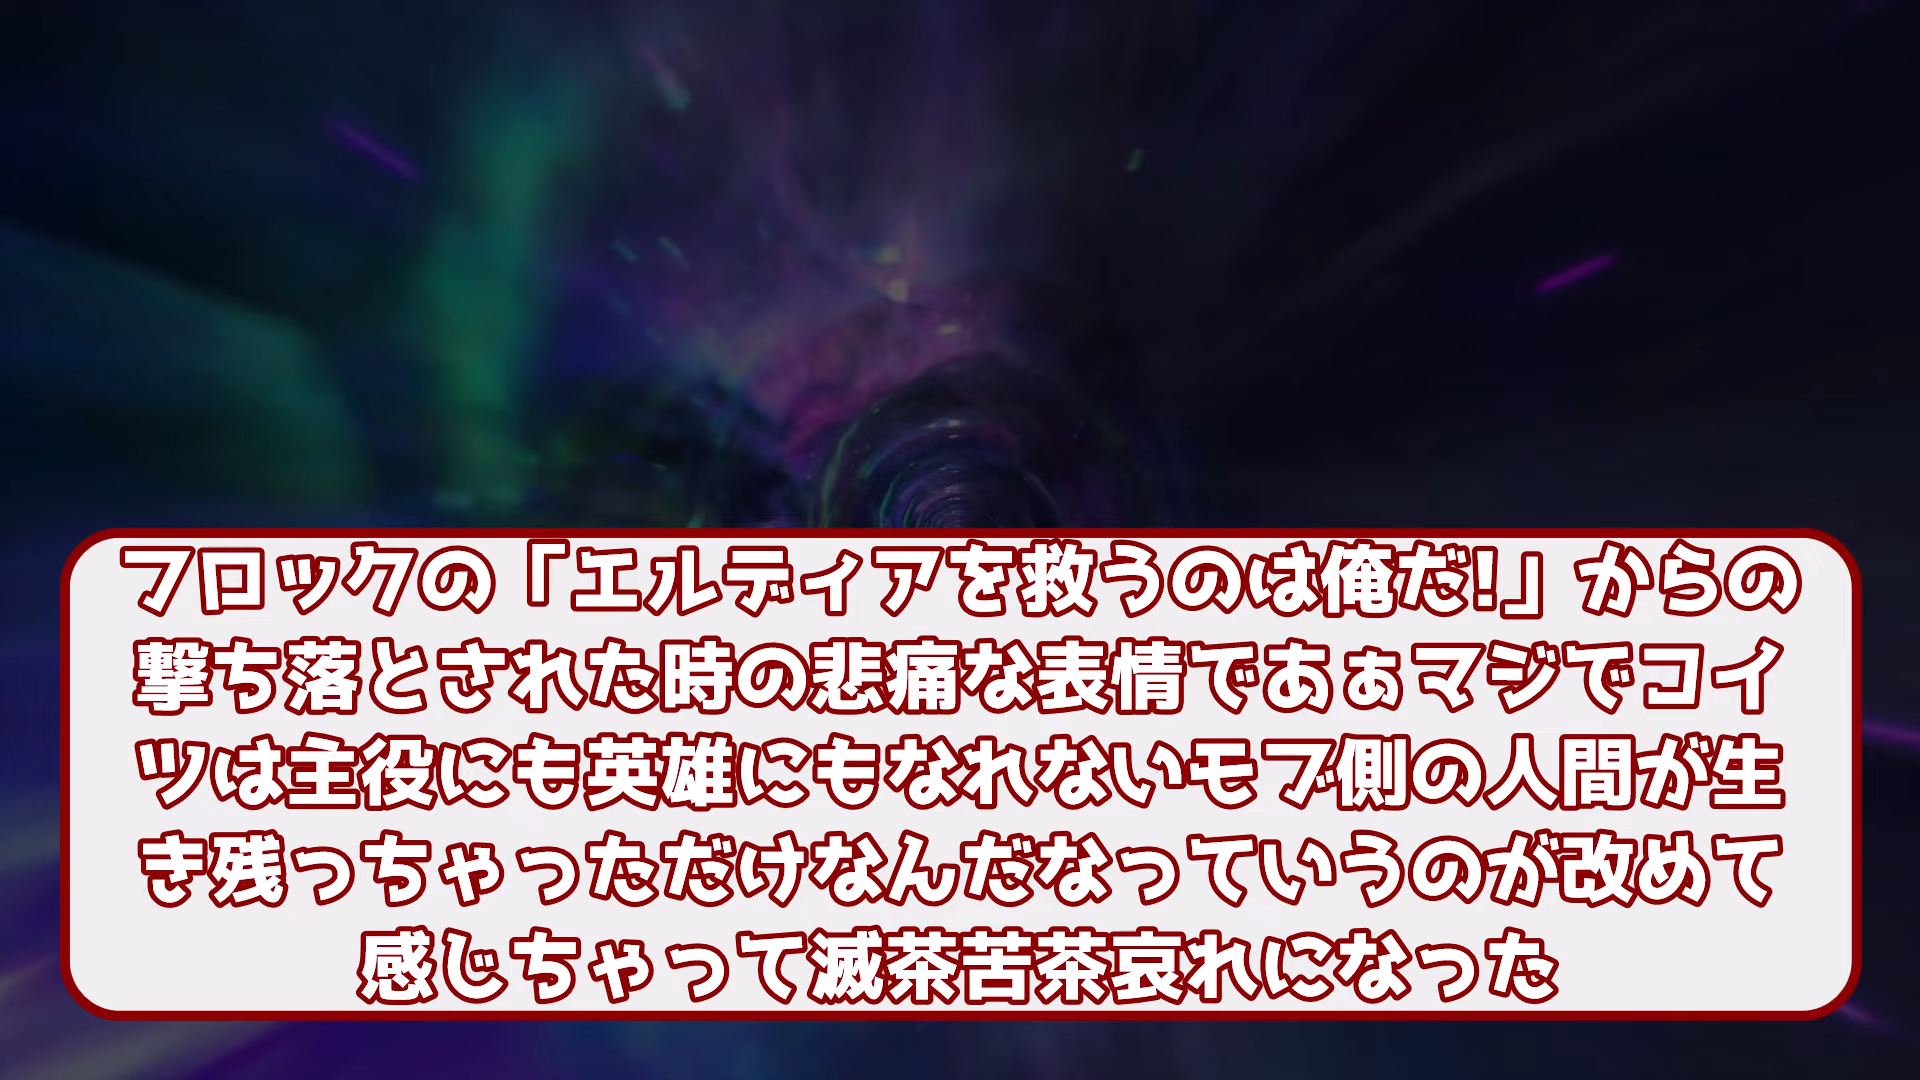 フロックの「エルディアを救うのは俺だ!」からの
撃ち落とされた時の悲痛な表情であぁマジでコイ
ツは主役にも英雄にもなれないモブ側の人間が生
き残っちゃっただけなんだなっていうのが改めて
感じちゃって滅茶苦茶哀れになった